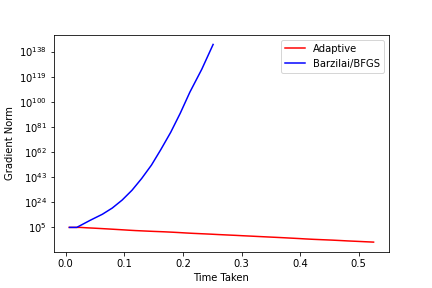 Adaptive
Barzilai/BFGS
Gradient Norm
10^138
10^119
10^100
10^81
10^62
10^43
10^24
10^5
0.0 0.1 0.2 0.3 0.4 0.5
Time Taken